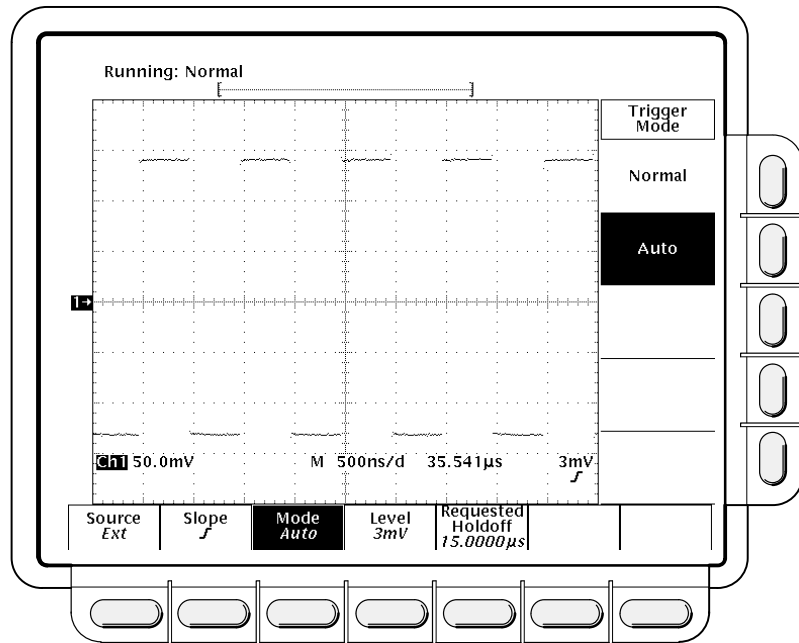 Running: Normal
Trigger
Mode
Normal
Auto
1→
Ch1 50.0mV M 500ns/d 35.541µs 3mV
Source
Ext
Slope
Mode
Auto
Level
3mV
Requested
Holdoff
15.0000µs